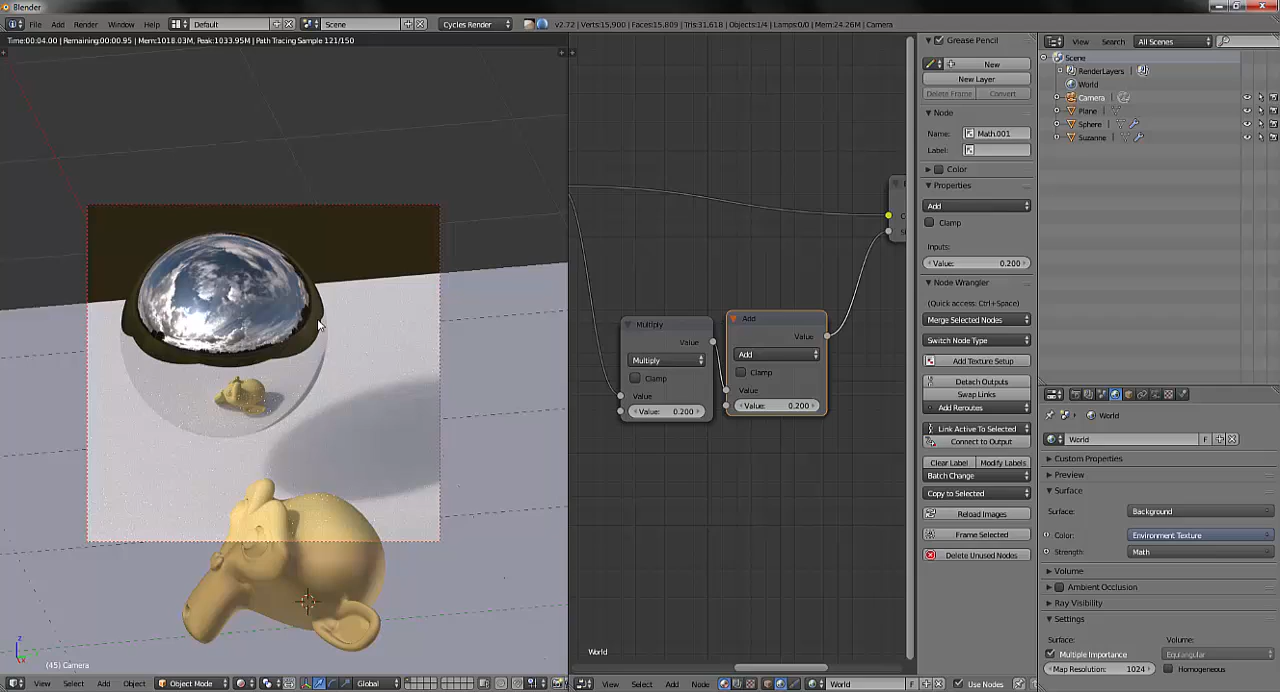 Blender
File Add Render Window Help Default Scene Cycles Render v2.72 | Verts:15,900 | Faces:15,809 | Tris:31,618 | Objects:1/4 | Lamps:0/0 | Mem:24.26M | Camera
Time:00:04.00 | Remaining:00:00.95 | Mem:1018.03M, Peak:1033.95M | Path Tracing Sample 121/150
(45) Camera
View Select Add Object Object Mode Global
Multiply
Value
Multiply
Clamp
Value
Value: 0.200
Add
Value
Add
Clamp
Value
Value: 0.200
World
View Select Add Node World F Use Nodes
Grease Pencil
New
New Layer
Delete Frame Convert
Node
Name: Math.001
Label:
Color
Properties
Add
Clamp
Inputs:
Value: 0.200
Node Wrangler
(Quick access: Ctrl+Space)
Merge Selected Nodes
Switch Node Type
Add Texture Setup
Detach Outputs
Swap Links
Add Reroutes
Link Active To Selected
Connect to Output
Clear Label Modify Labels
Batch Change
Copy to Selected
Reload Images
Frame Selected
Delete Unused Nodes
View Search All Scenes
Scene
RenderLayers |
World
Camera |
Plane |
Sphere |
Suzanne |
World
World F
Custom Properties
Preview
Surface
Surface: Background
Color: Environment Texture
Strength: Math
Volume
Ambient Occlusion
Ray Visibility
Settings
Surface: Volume:
Multiple Importance Equiangular
Map Resolution: 1024 Homogeneous